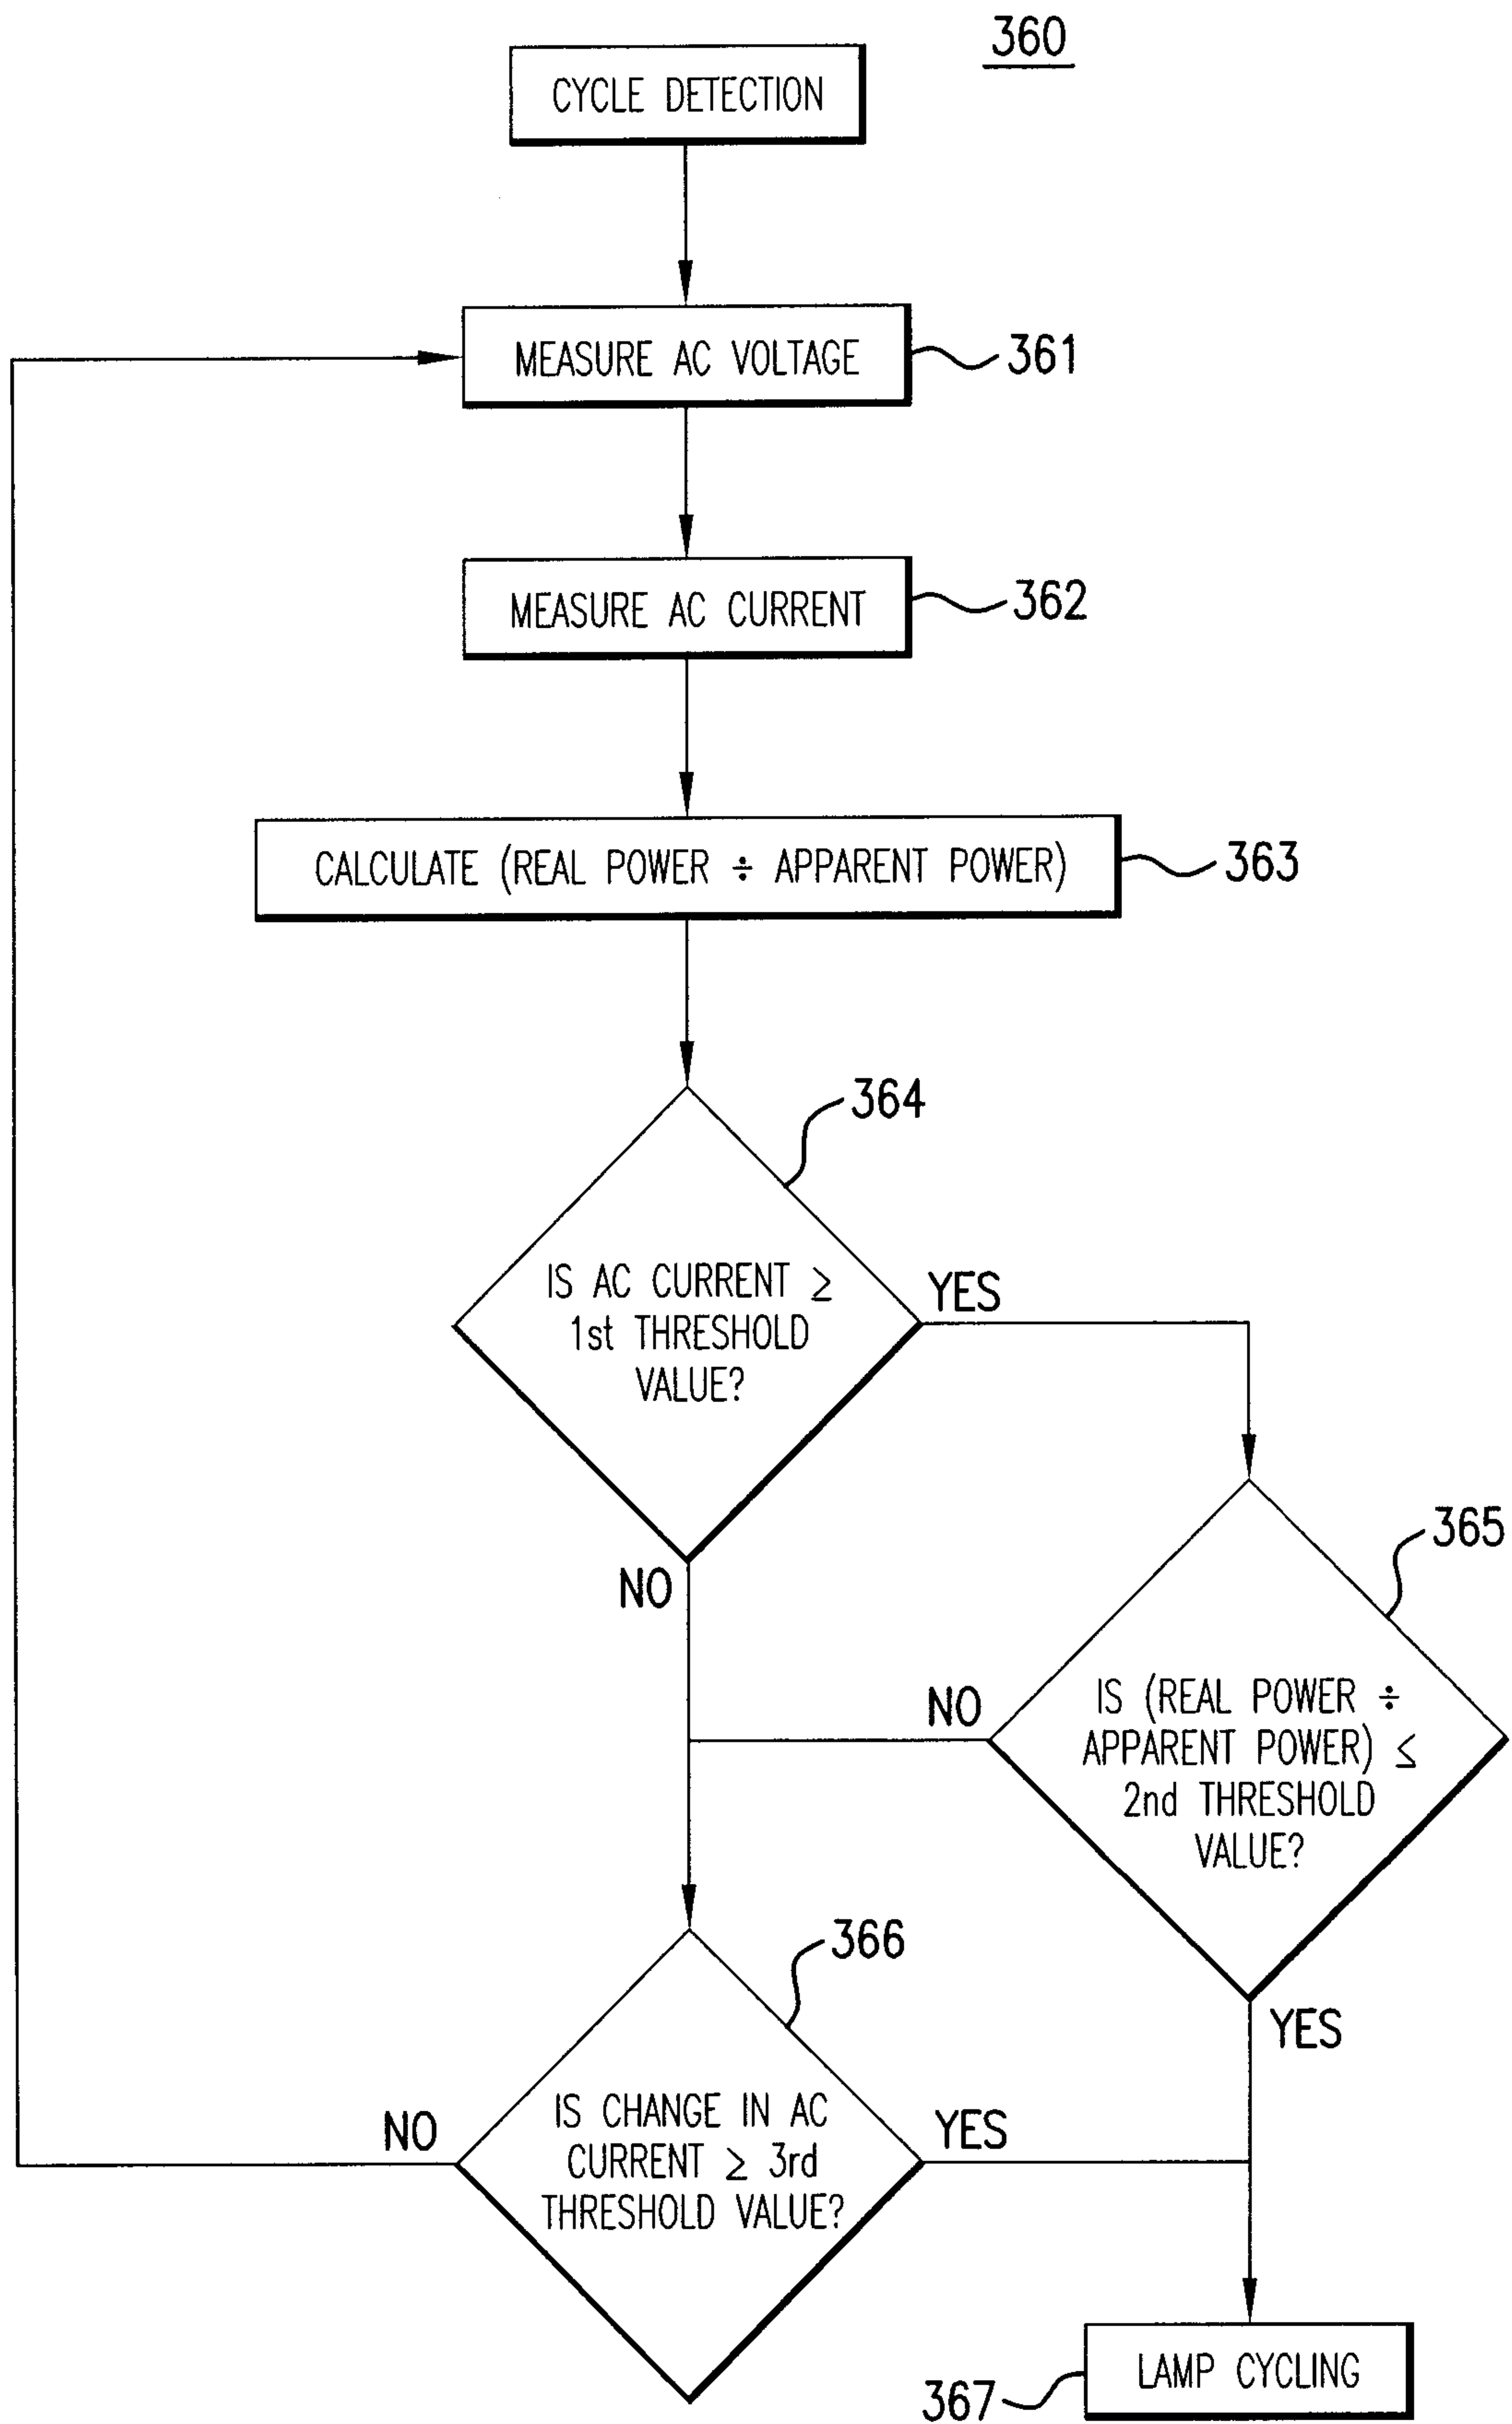 360
CYCLE DETECTION
MEASURE AC VOLTAGE
361
MEASURE AC CURRENT
362
CALCULATE (REAL POWER ÷ APPARENT POWER)
363
364
IS AC CURRENT ≥
1st THRESHOLD
VALUE?
YES
NO
365
IS (REAL POWER ÷
APPARENT POWER) ≤
2nd THRESHOLD
VALUE?
NO
YES
366
IS CHANGE IN AC
CURRENT ≥ 3rd
THRESHOLD VALUE?
NO
YES
LAMP CYCLING
367